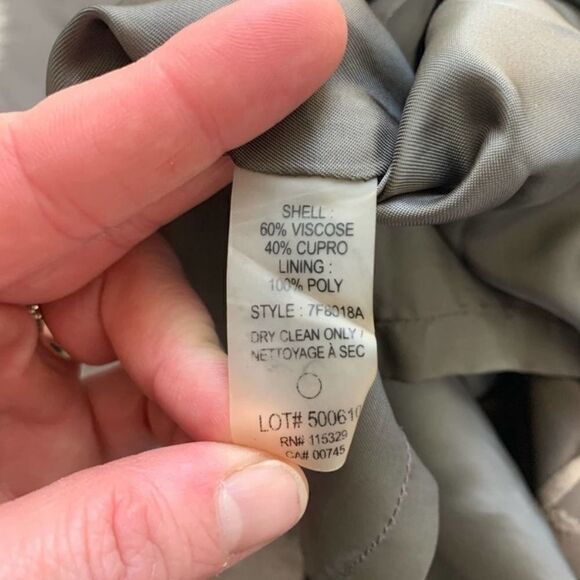 SHELL :
60% VISCOSE
40% CUPRO
LINING :
100% POLY
STYLE : 7F8018A
DRY CLEAN ONLY /
NETTOYAGE À SEC
LOT# 500610
RN# 115329
CA# 00745